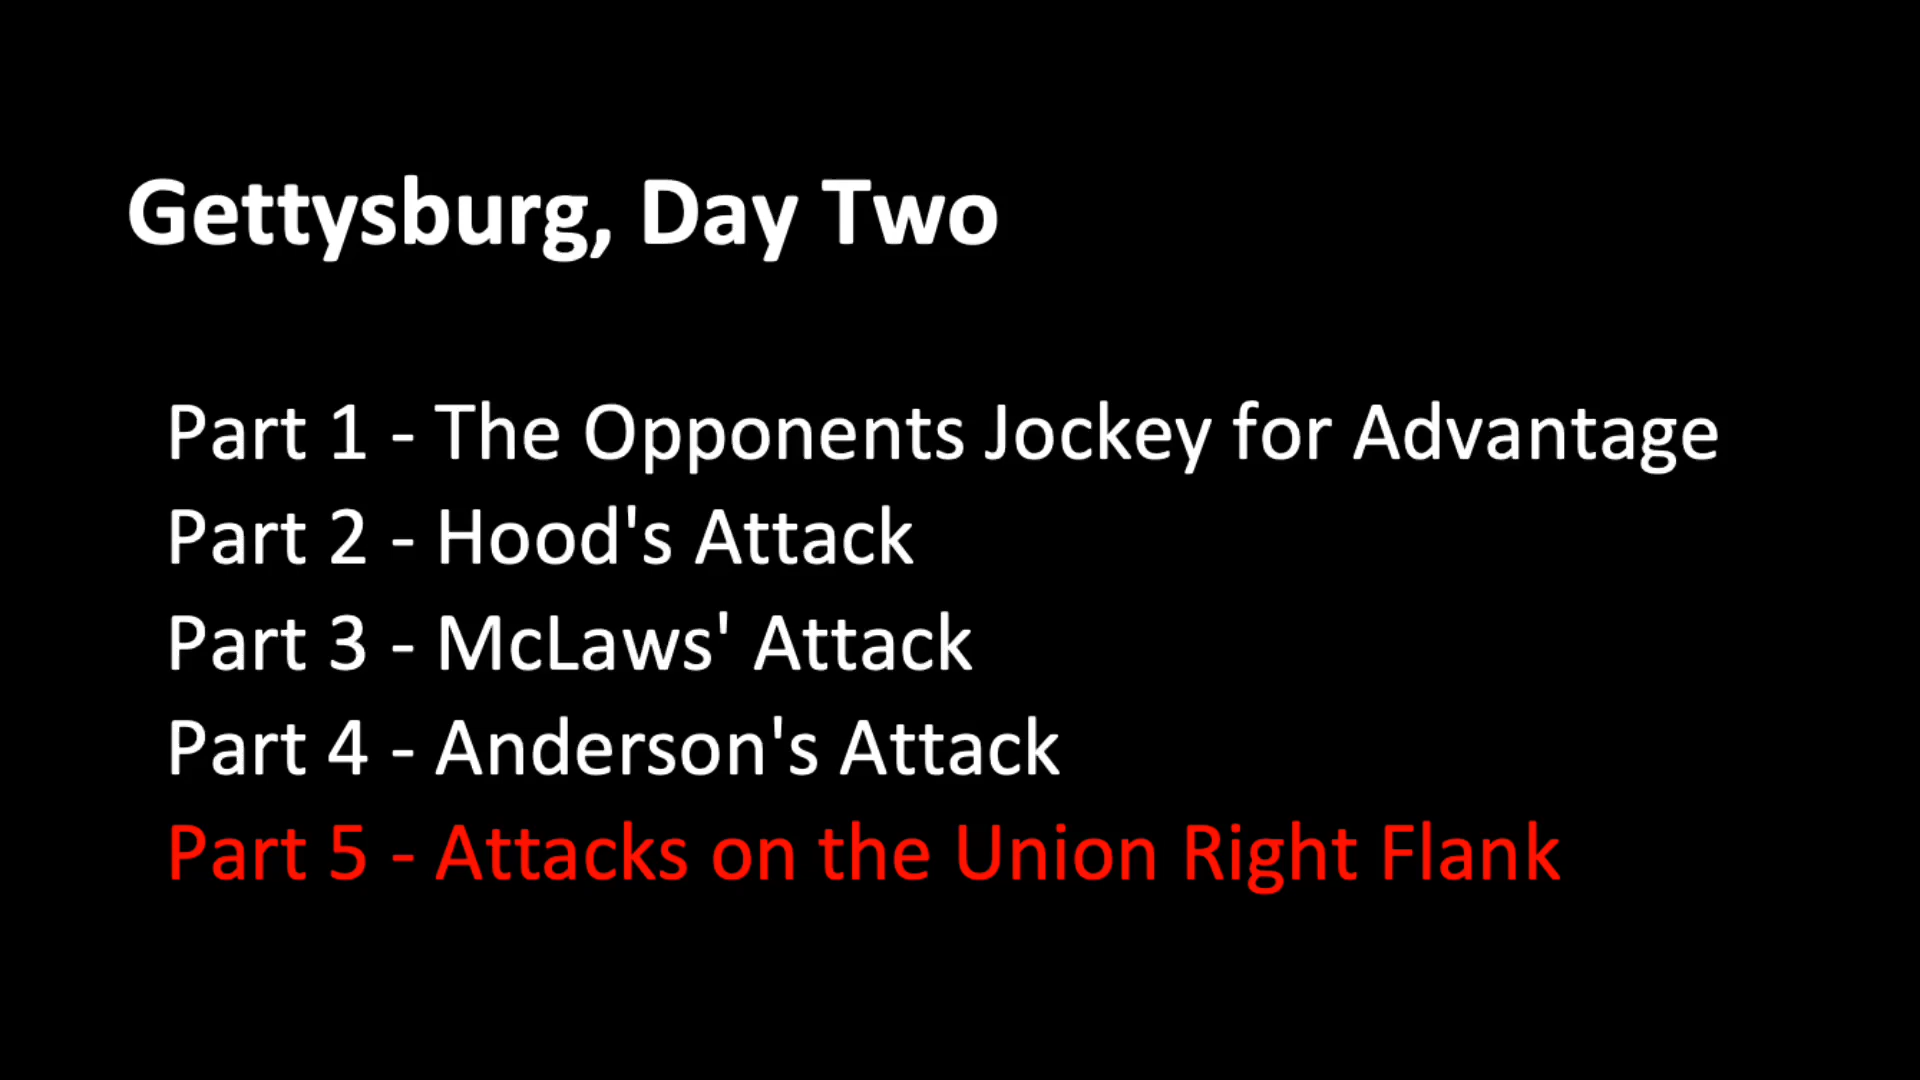 Gettysburg, Day Two
Part 1 - The Opponents Jockey for Advantage
Part 2 - Hood's Attack
Part 3 - McLaws' Attack
Part 4 - Anderson's Attack
Part 5 - Attacks on the Union Right Flank